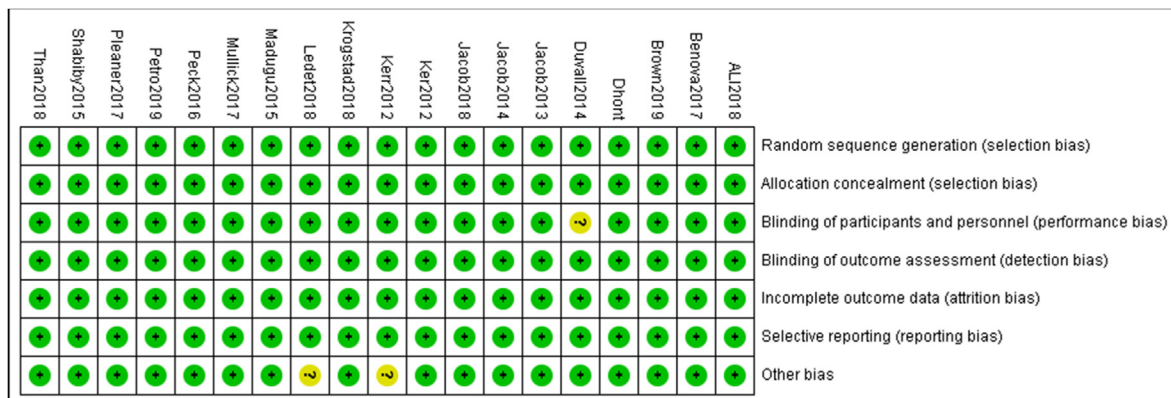 Than2018
Shabiby2015
Pleaner2017
Petro2019
Peck2016
Mullick2017
Madugu2015
Ledet2018
Krogstad2018
Kerr2012
Ker2012
Jacob2018
Jacob2014
Jacob2013
Duvall2014
Dhont
Brown2019
Benova2017
ALI2018
Random sequence generation (selection bias)
Allocation concealment (selection bias)
Blinding of participants and personnel (performance bias)
Blinding of outcome assessment (detection bias)
Incomplete outcome data (attrition bias)
Selective reporting (reporting bias)
Other bias